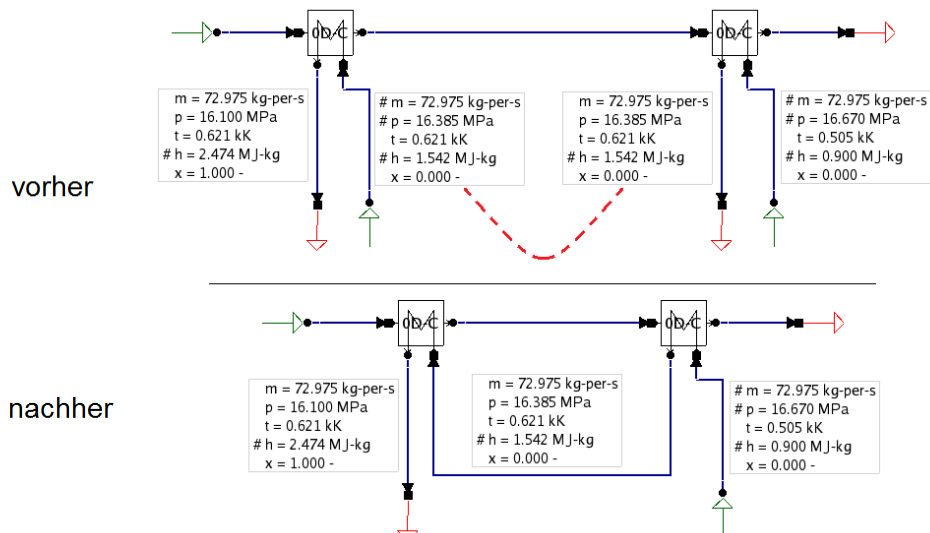 0D-C
0D-C
m = 72.975 kg-per-s
p = 16.100 MPa
t = 0.621 kK
# h = 2.474 MJ-kg
x = 1.000 -
# m = 72.975 kg-per-s
# p = 16.385 MPa
t = 0.621 kK
# h = 1.542 MJ-kg
x = 0.000 -
m = 72.975 kg-per-s
p = 16.385 MPa
t = 0.621 kK
# h = 1.542 MJ-kg
x = 0.000 -
# m = 72.975 kg-per-s
# p = 16.670 MPa
t = 0.505 kK
# h = 0.900 MJ-kg
x = 0.000 -
vorher
0D-C
0D-C
m = 72.975 kg-per-s
p = 16.100 MPa
t = 0.621 kK
# h = 2.474 MJ-kg
x = 1.000 -
m = 72.975 kg-per-s
p = 16.385 MPa
t = 0.621 kK
# h = 1.542 MJ-kg
x = 0.000 -
# m = 72.975 kg-per-s
# p = 16.670 MPa
t = 0.505 kK
# h = 0.900 MJ-kg
x = 0.000 -
nachher